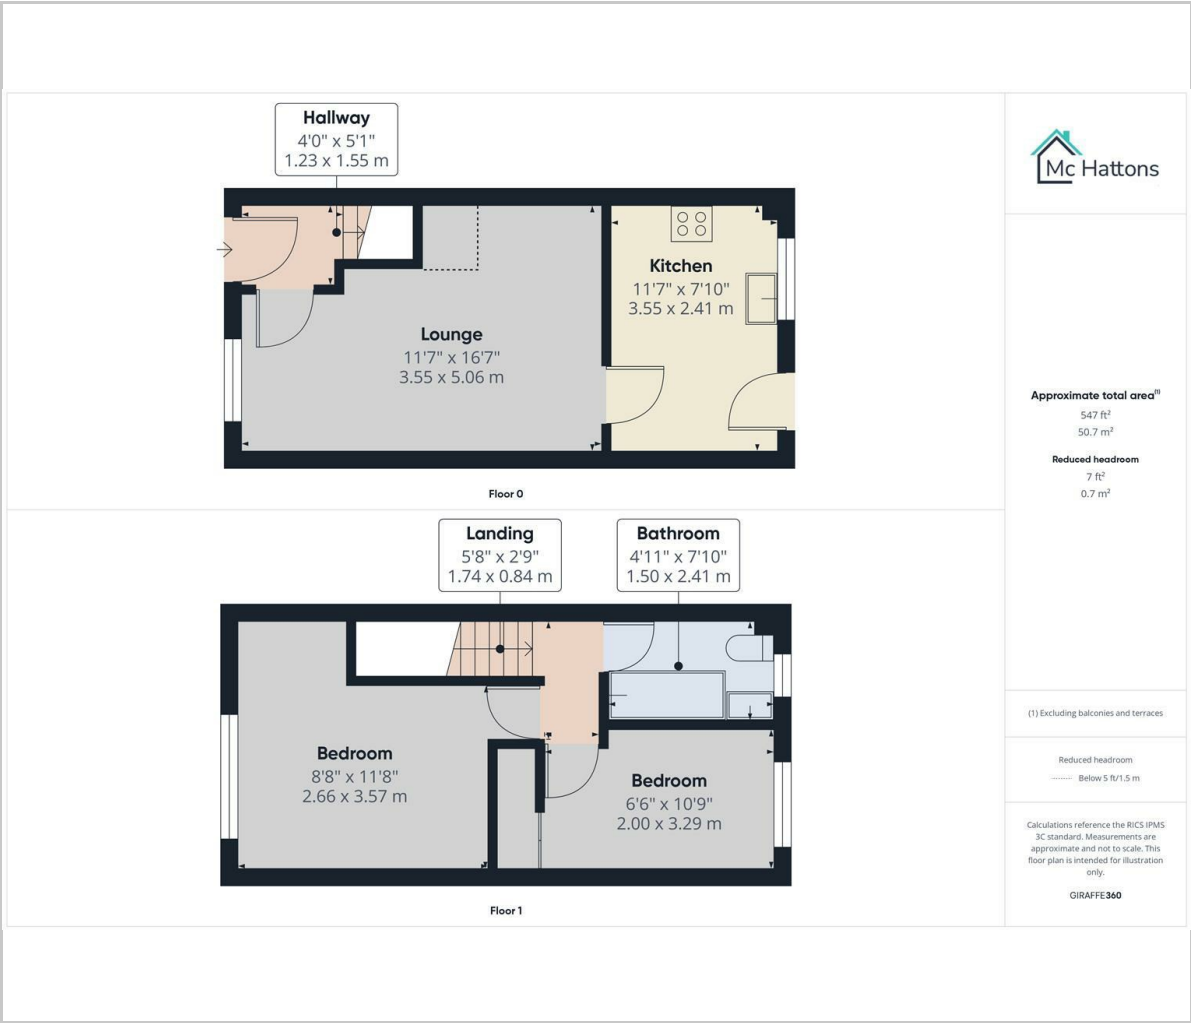 Hallway
4'0" x 5'1"
1.23 x 1.55 m
Lounge
11'7" x 16'7"
3.55 x 5.06 m
Kitchen
11'7" x 7'10"
3.55 x 2.41 m
Floor 0
Landing
5'8" x 2'9"
1.74 x 0.84 m
Bathroom
4'11" x 7'10"
1.50 x 2.41 m
Bedroom
8'8" x 11'8"
2.66 x 3.57 m
Bedroom
6'6" x 10'9"
2.00 x 3.29 m
Floor 1
Mc Hattons
Approximate total area(1)
547 ft²
50.7 m²
Reduced headroom
7 ft²
0.7 m²
(1) Excluding balconies and terraces
Reduced headroom
Below 5 ft/1.5 m
Calculations reference the RICS IPMS
3C standard. Measurements are
approximate and not to scale. This
floor plan is intended for illustration
only.
GIRAFFE360